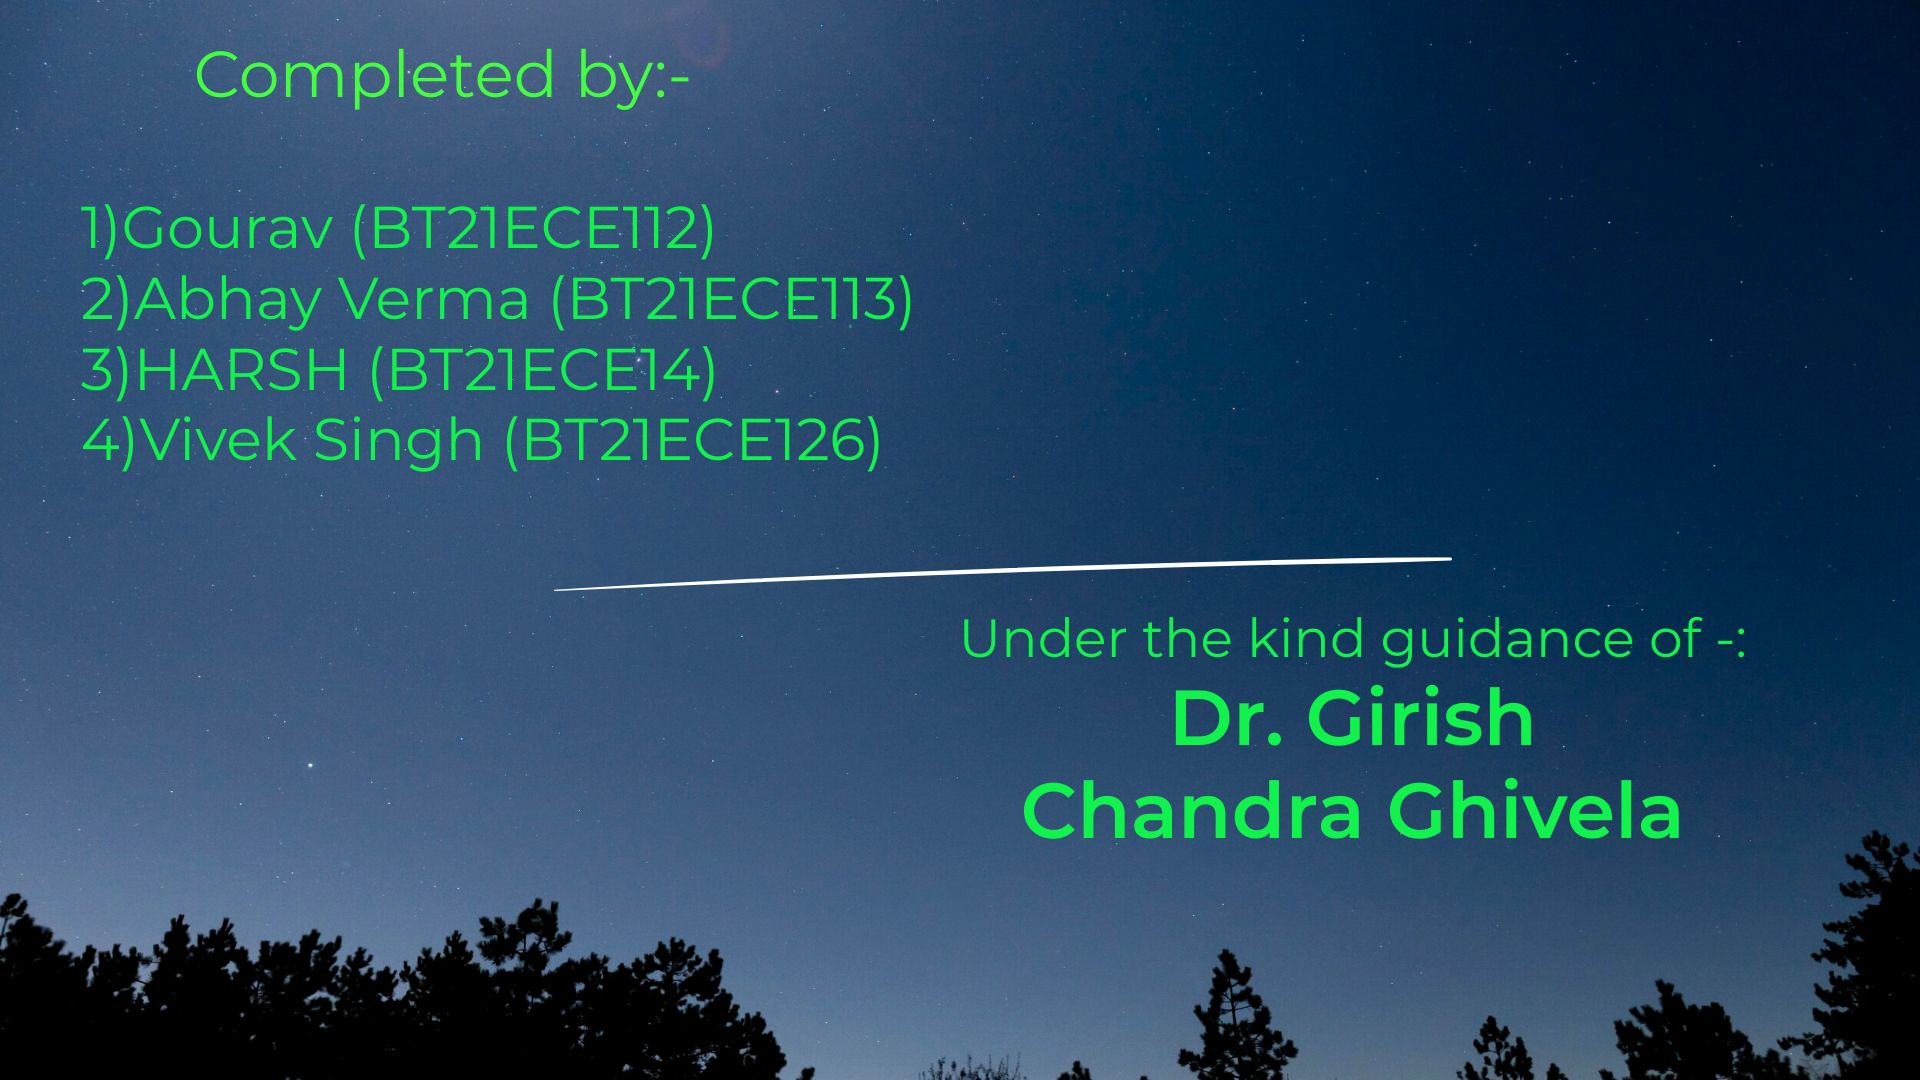 Completed by:-
1)Gourav (BT21ECE112)
2)Abhay Verma (BT21ECE113)
3)HARSH (BT21ECE14)
4)Vivek Singh (BT21ECE126)
Under the kind guidance of -:
Dr. Girish
Chandra Ghivela